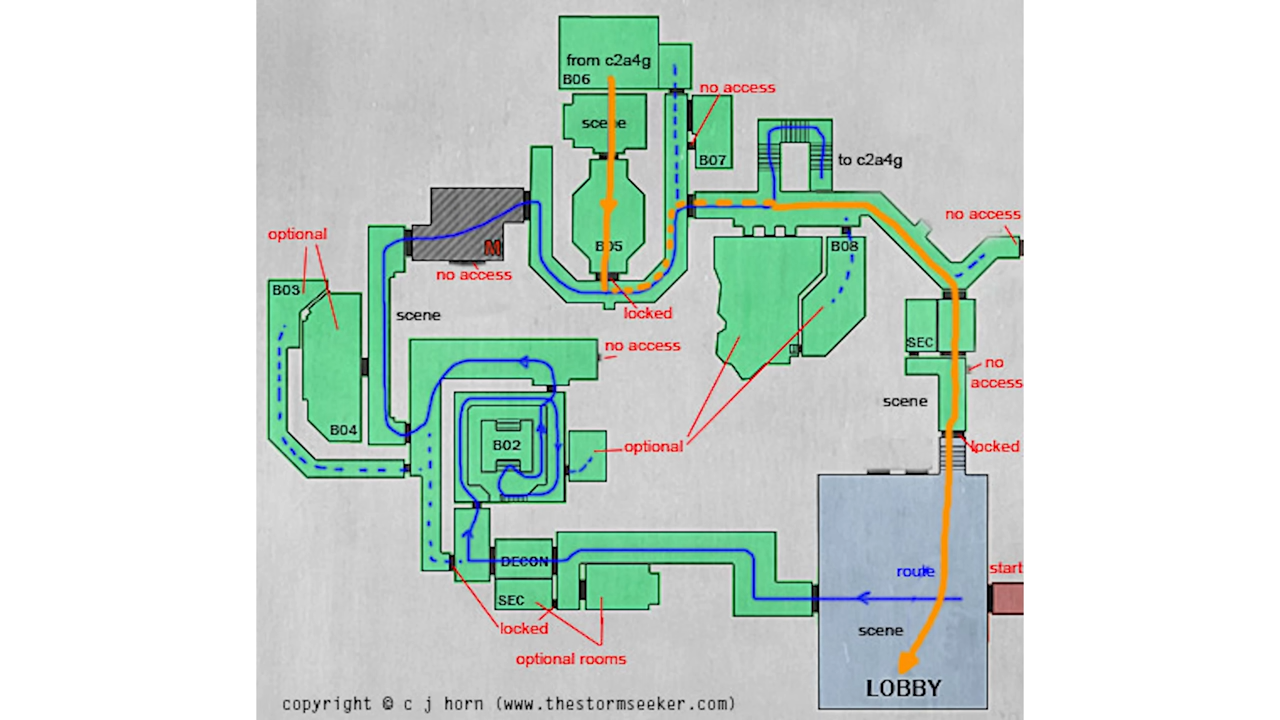 from c2a4g
B06
no access
scene
to c2a4g
B07
no access
optional
B05
B08
M
no access
B03
locked
scene
SEC
no access
no
access
scene
B04
B02
optional
locked
DECON
route
start
SEC
locked
scene
optional rooms
LOBBY
copyright © c j horn (www.thestormseeker.com)